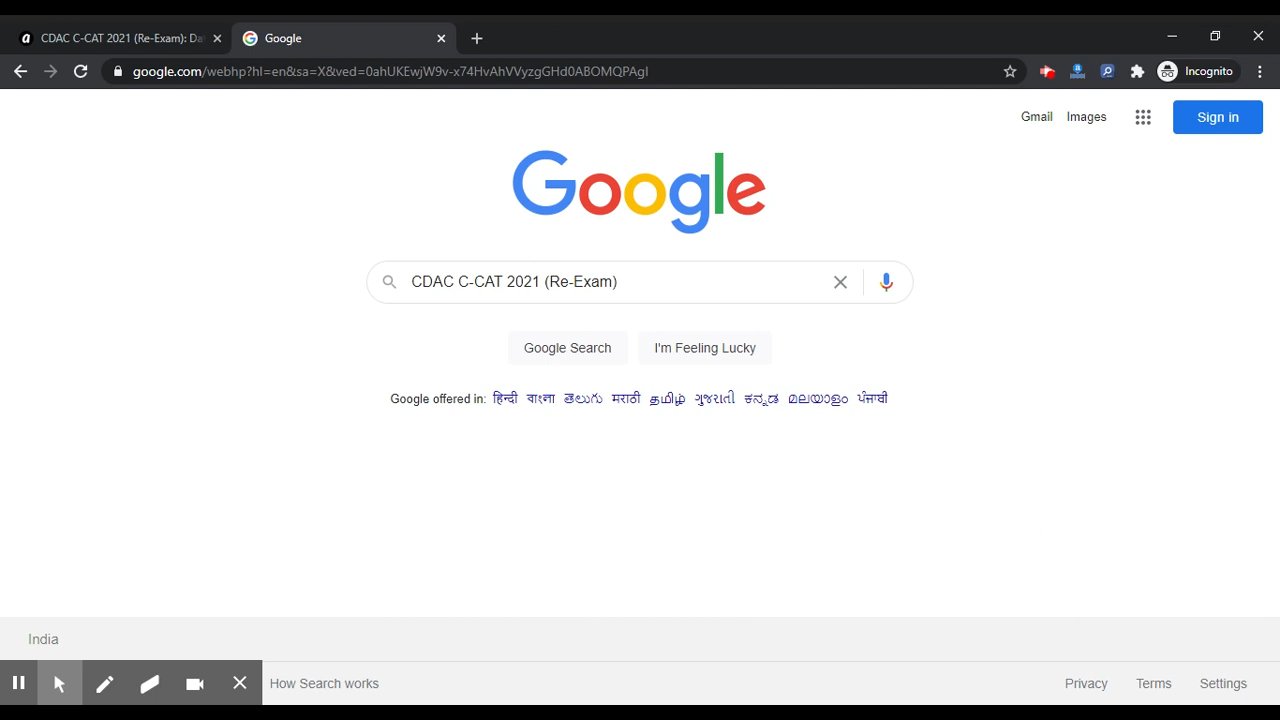 CDAC C-CAT 2021 (Re-Exam): Da
Google
google.com/webhp?hl=en&sa=X&ved=0ahUKEwjW9v-x74HvAhVVyzgGHd0ABOMQPAgI
Incognito
Gmail Images
Sign in
Google
CDAC C-CAT 2021 (Re-Exam)
Google Search
I'm Feeling Lucky
Google offered in: हिन्दी বাংলা తెలుగు मराठी தமிழ் ગુજરાતી ಕನ್ನಡ മലയാളം ਪੰਜਾਬੀ
India
How Search works
Privacy Terms Settings